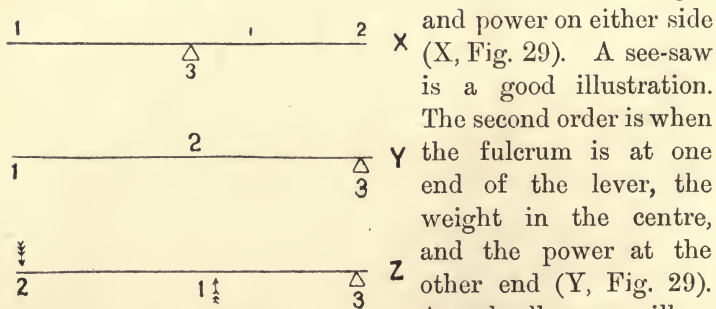 1 2
3
X
2
1
3
Y
2 1
3
Z
and power on either side
(X, Fig. 29). A see-saw
is a good illustration.
The second order is when
the fulcrum is at one
end of the lever, the
weight in the centre,
and the power at the
other end (Y, Fig. 29).